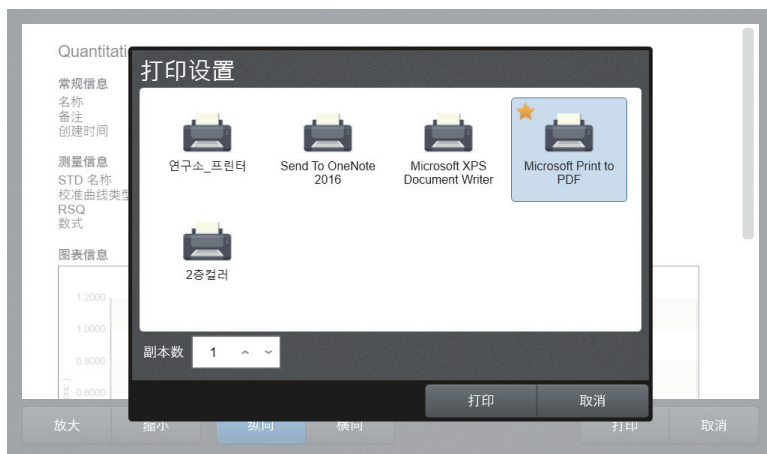 Quantitati
打印设置
常规信息
名称
备注
创建时间
测量信息
STD 名称
校准曲线类型
RSQ
数式
图表信息
연구소_프린터
Send To OneNote
2016
Microsoft XPS
Document Writer
Microsoft Print to
PDF
2층컬러
1.2000
1.0000
0.8000
0.6000
副本数 1
打印 取消
放大 缩小 纵向 横向 打印 取消